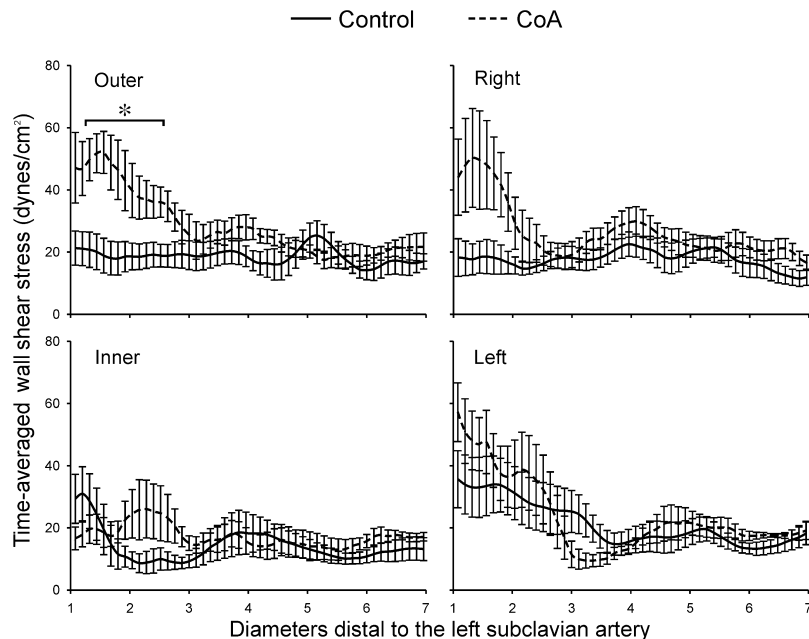 Control CoA
Time-averaged wall shear stress (dynes/cm²)
80
60
40
20
0
Outer
*
Right
80
60
40
20
0
Inner
Left
1 2 3 4 5 6 7
1 2 3 4 5 6 7
Diameters distal to the left subclavian artery